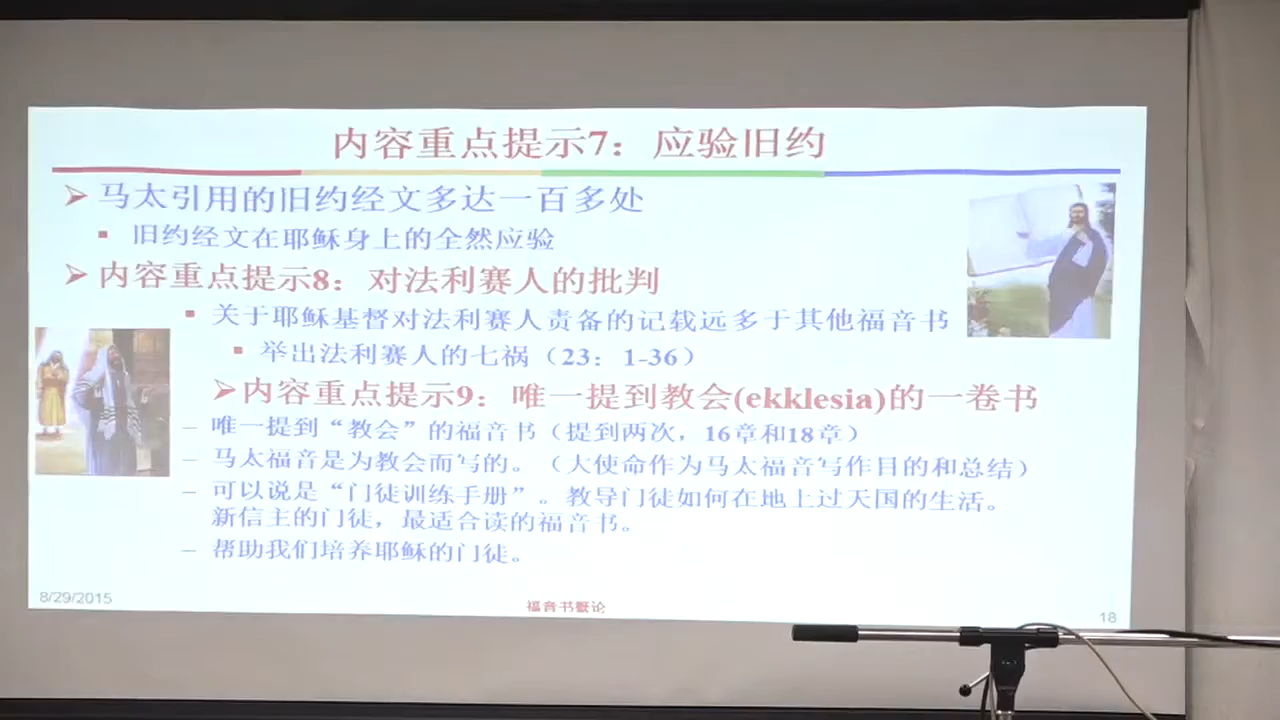 内容重点提示7：应验旧约
马太引用的旧约经文多达一百多处
旧约经文在耶稣身上的全然应验
内容重点提示8：对法利赛人的批判
关于耶稣基督对法利赛人责备的记载远多于其他福音书
举出法利赛人的七祸（23：1-36）
内容重点提示9：唯一提到教会(ekklesia)的一卷书
– 唯一提到“教会”的福音书（提到两次，16章和18章）
– 马太福音是为教会而写的。（大使命作为马太福音写作目的和总结）
– 可以说是“门徒训练手册”。教导门徒如何在地上过天国的生活。
新信主的门徒，最适合读的福音书。
– 帮助我们培养耶稣的门徒。
8/29/2015
福音书概论
18